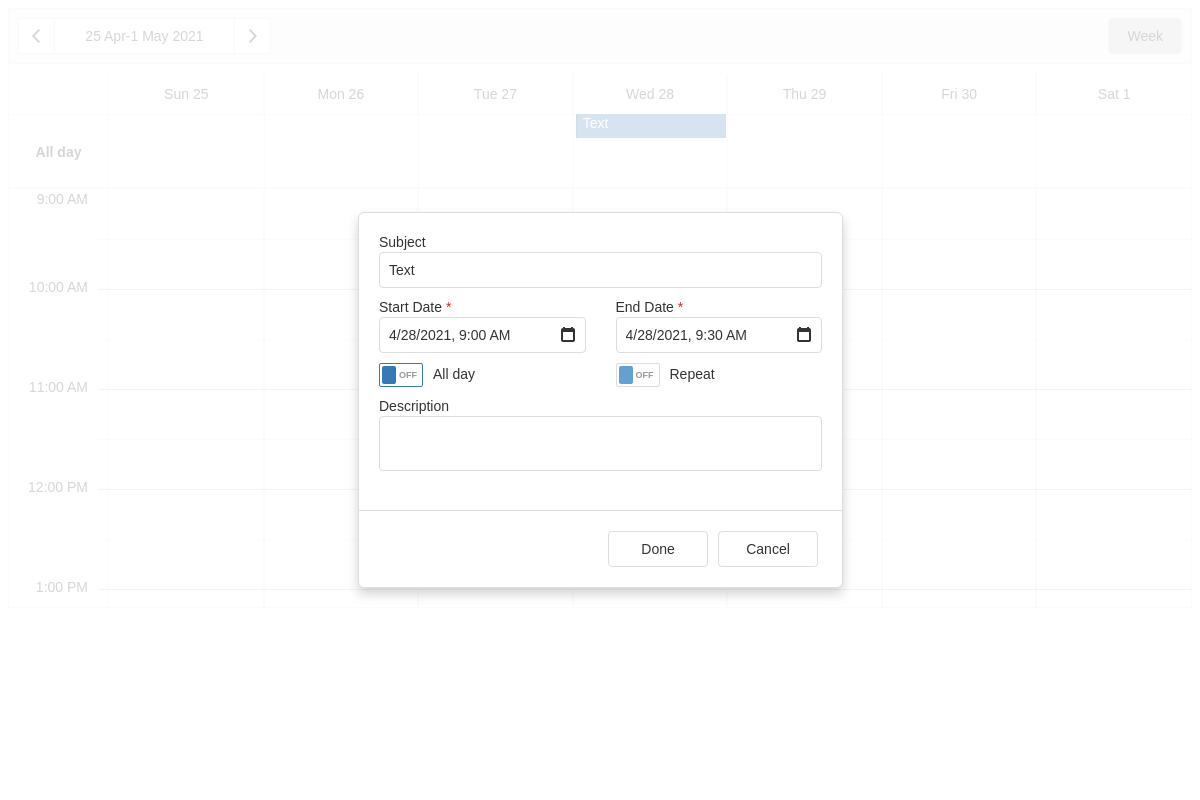 25 Apr-1 May 2021
Week
Sun 25
Mon 26
Tue 27
Wed 28
Thu 29
Fri 30
Sat 1
Text
All day
9:00 AM
10:00 AM
11:00 AM
12:00 PM
1:00 PM
Subject
Text
Start Date *
End Date *
4/28/2021, 9:00 AM
4/28/2021, 9:30 AM
OFF All day
OFF Repeat
Description
Done
Cancel